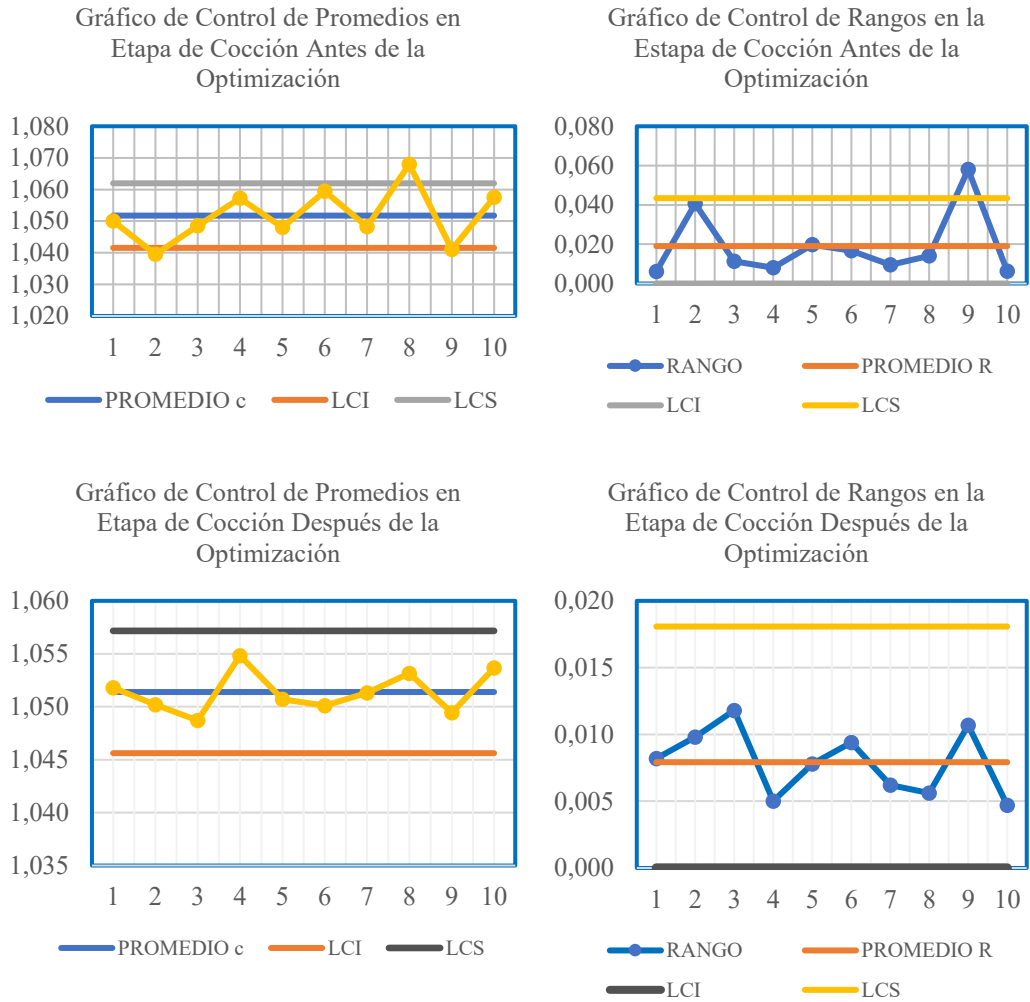 Gráfico de Control de Promedios en
Etapa de Cocción Antes de la
Optimización
1,080
1,070
1,060
1,050
1,040
1,030
1,020
1 2 3 4 5 6 7 8 9 10
PROMEDIO c LCI LCS
Gráfico de Control de Rangos en la
Estapa de Cocción Antes de la
Optimización
0,080
0,060
0,040
0,020
0,000
1 2 3 4 5 6 7 8 9 10
RANGO PROMEDIO R
LCI LCS
Gráfico de Control de Promedios en
Etapa de Cocción Después de la
Optimización
1,060
1,055
1,050
1,045
1,040
1,035
1 2 3 4 5 6 7 8 9 10
PROMEDIO c LCI LCS
Gráfico de Control de Rangos en la
Etapa de Cocción Después de la
Optimización
0,020
0,015
0,010
0,005
0,000
1 2 3 4 5 6 7 8 9 10
RANGO PROMEDIO R
LCI LCS